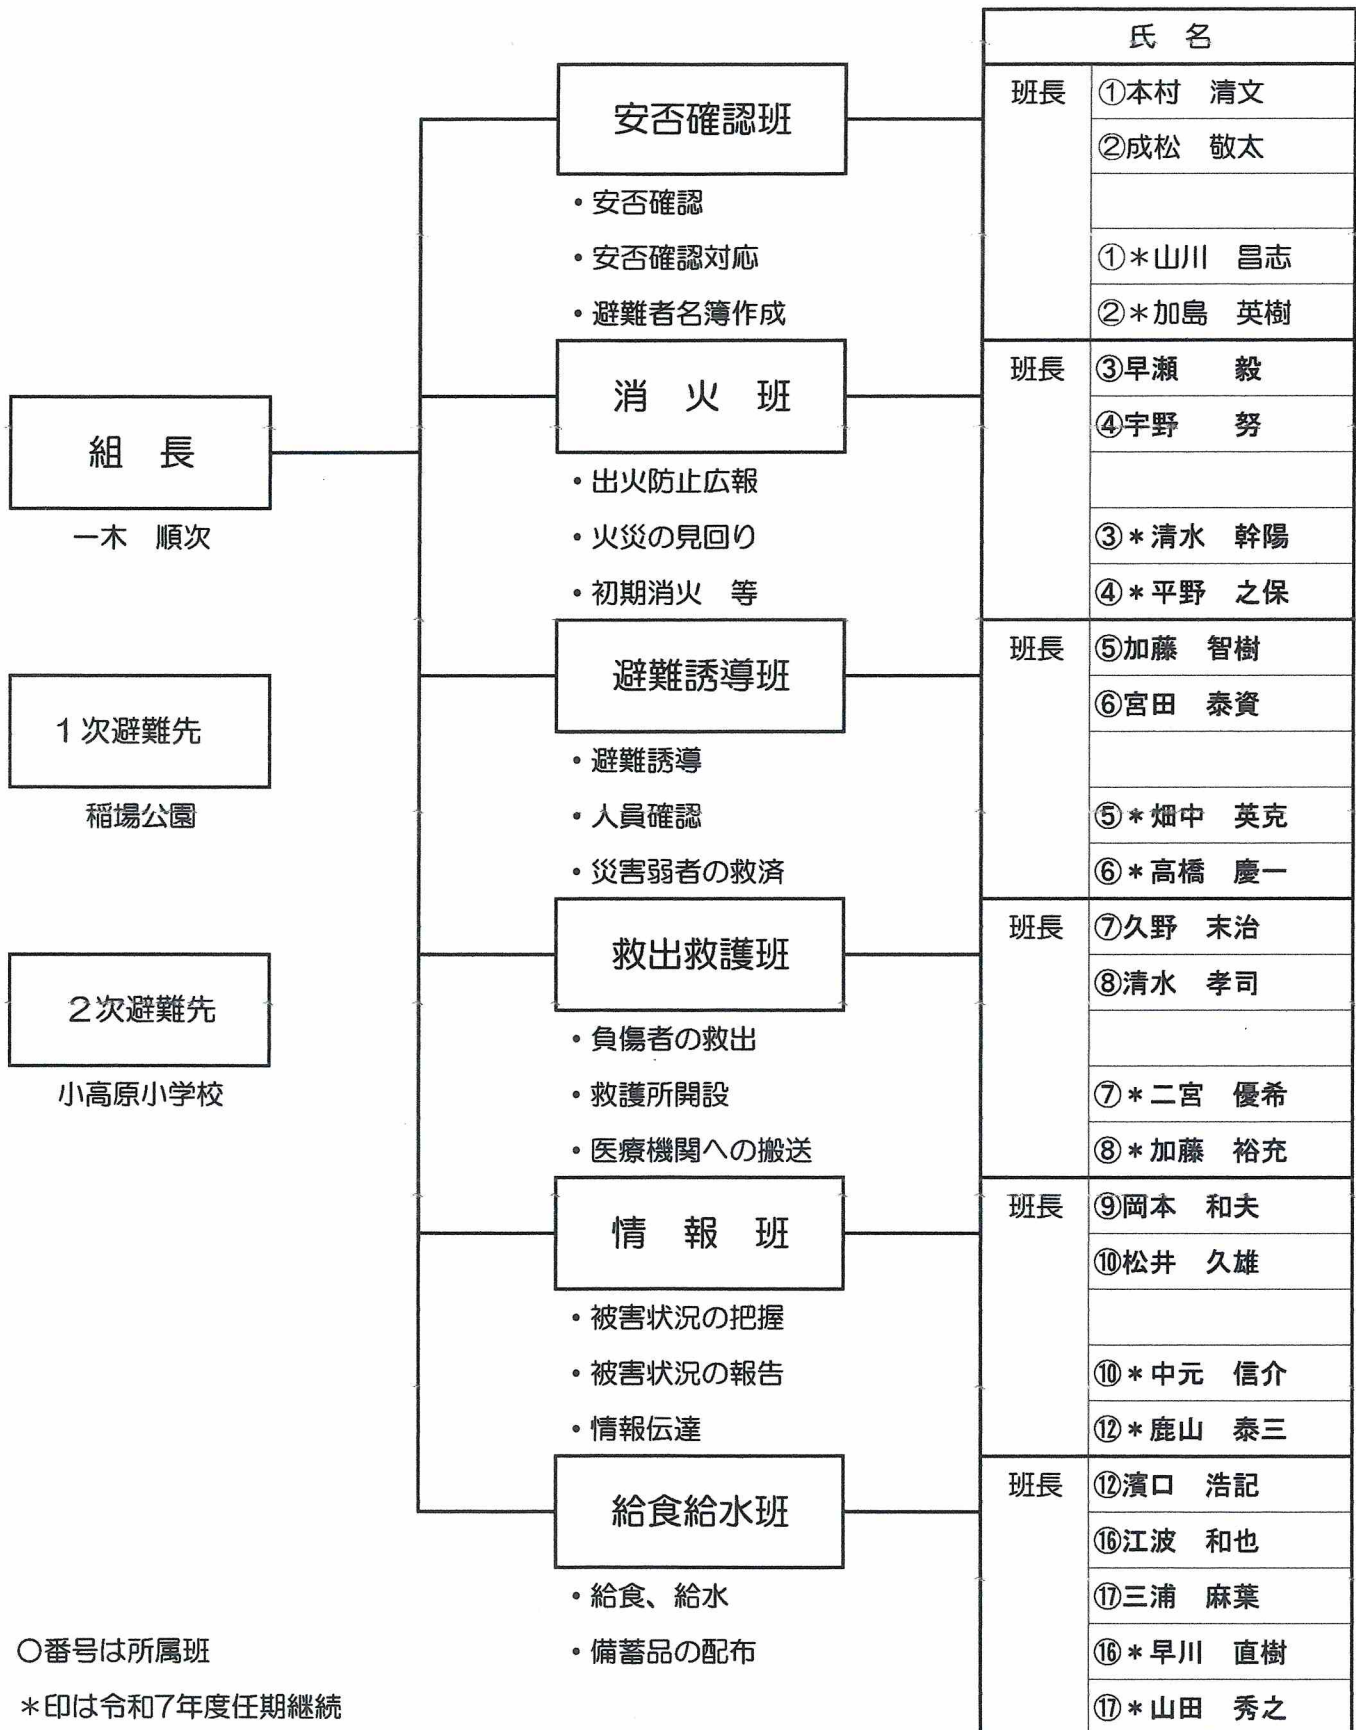 氏 名
安否確認班
・安否確認
・安否確認対応
・避難者名簿作成
班長 ①本村 清文
②成松 敬太
①＊山川 昌志
②＊加島 英樹
組 長
一木 順次
消 火 班
・出火防止広報
・火災の見回り
・初期消火 等
班長 ③早瀬 毅
④宇野 努
③＊清水 幹陽
④＊平野 之保
1次避難先
稲場公園
避難誘導班
・避難誘導
・人員確認
・災害弱者の救済
班長 ⑤加藤 智樹
⑥宮田 泰資
⑤＊畑中 英克
⑥＊高橋 慶一
2次避難先
小高原小学校
救出救護班
・負傷者の救出
・救護所開設
・医療機関への搬送
班長 ⑦久野 末治
⑧清水 孝司
⑦＊二宮 優希
⑧＊加藤 裕充
情 報 班
・被害状況の把握
・被害状況の報告
・情報伝達
班長 ⑨岡本 和夫
⑩松井 久雄
⑩＊中元 信介
⑫＊鹿山 泰三
給食給水班
・給食、給水
・備蓄品の配布
班長 ⑫濱口 浩記
⑯江波 和也
⑰三浦 麻葉
⑯＊早川 直樹
⑰＊山田 秀之
○番号は所属班
＊印は令和7年度任期継続